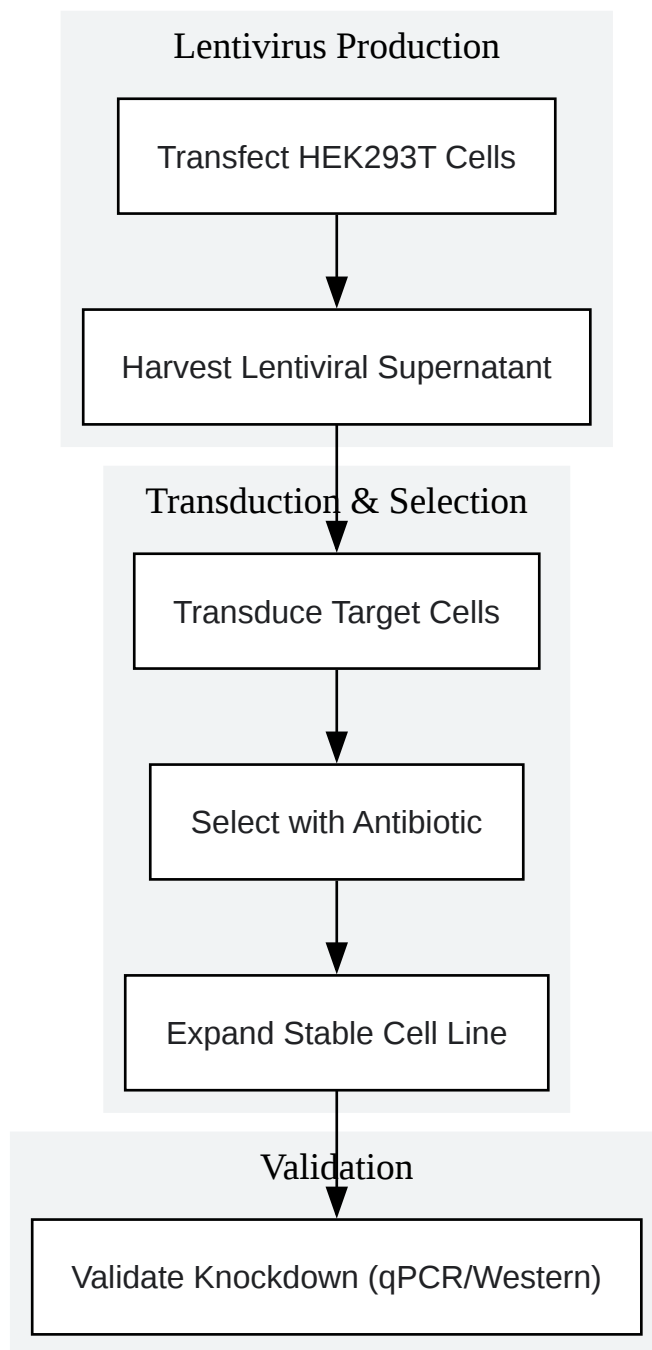 Lentivirus Production
Transfect HEK293T Cells
Harvest Lentiviral Supernatant
Transduction & Selection
Transduce Target Cells
Select with Antibiotic
Expand Stable Cell Line
Validation
Validate Knockdown (qPCR/Western)